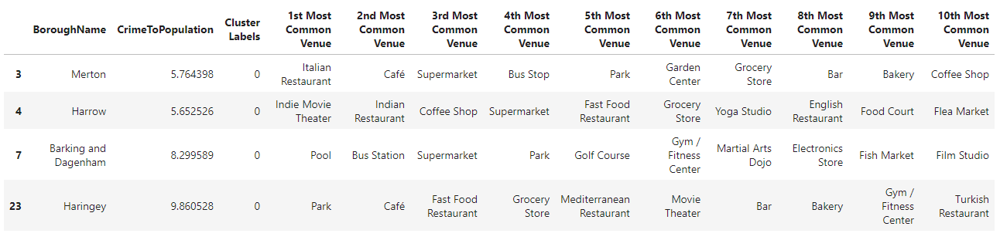 BoroughName CrimeToPopulation Cluster Labels 1st Most Common Venue 2nd Most Common Venue 3rd Most Common Venue 4th Most Common Venue 5th Most Common Venue 6th Most Common Venue 7th Most Common Venue 8th Most Common Venue 9th Most Common Venue 10th Most Common Venue
3 Merton 5.764398 0 Italian Restaurant Café Supermarket Bus Stop Park Garden Center Grocery Store Bar Bakery Coffee Shop
4 Harrow 5.652526 0 Indie Movie Theater Indian Restaurant Coffee Shop Supermarket Fast Food Restaurant Grocery Store Yoga Studio English Restaurant Food Court Flea Market
7 Barking and Dagenham 8.299589 0 Pool Bus Station Supermarket Park Golf Course Gym / Fitness Center Martial Arts Dojo Electronics Store Fish Market Film Studio
23 Haringey 9.860528 0 Park Café Fast Food Restaurant Grocery Store Mediterranean Restaurant Movie Theater Bar Bakery Gym / Fitness Center Turkish Restaurant